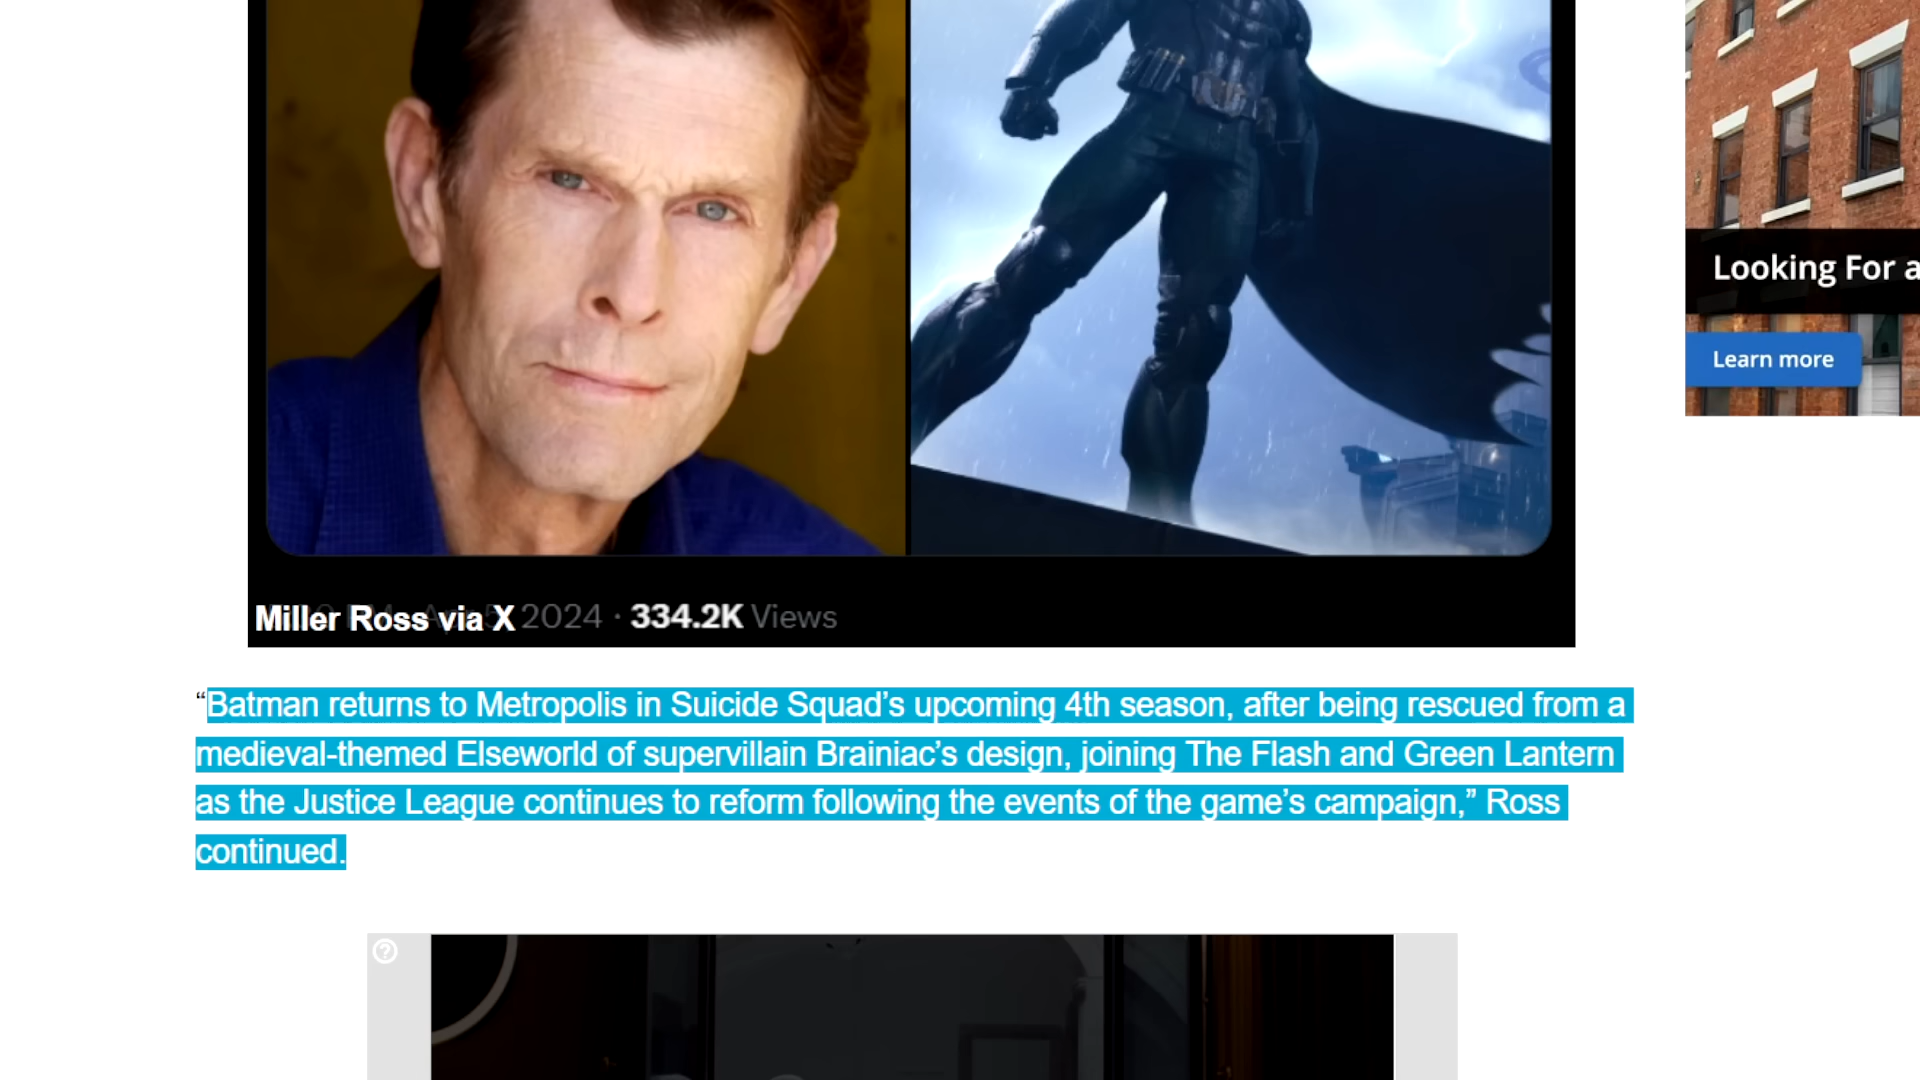 Looking For a
Learn more
Miller Ross via X 2024 · 334.2K Views
“Batman returns to Metropolis in Suicide Squad’s upcoming 4th season, after being rescued from a
medieval-themed Elseworld of supervillain Brainiac’s design, joining The Flash and Green Lantern
as the Justice League continues to reform following the events of the game’s campaign,” Ross
continued.